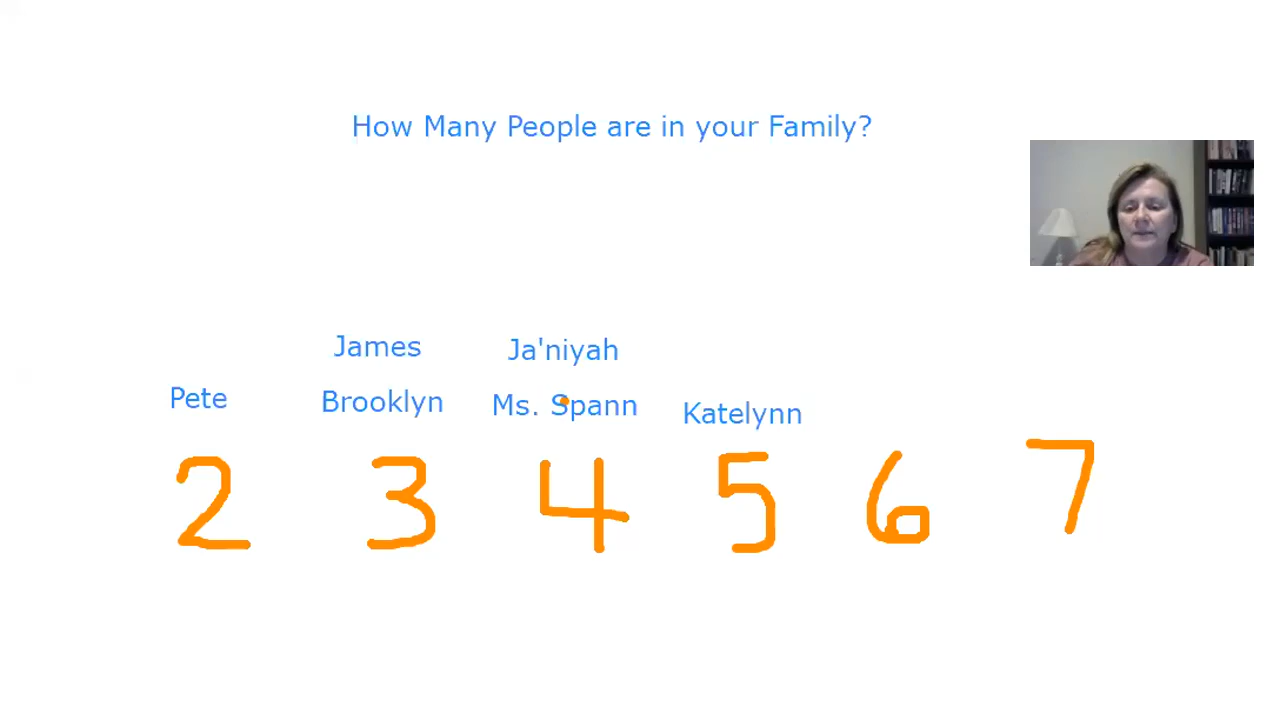 How Many People are in your Family?
James Ja'niyah
Pete Brooklyn Ms. Spann Katelynn
2 3 4 5 6 7